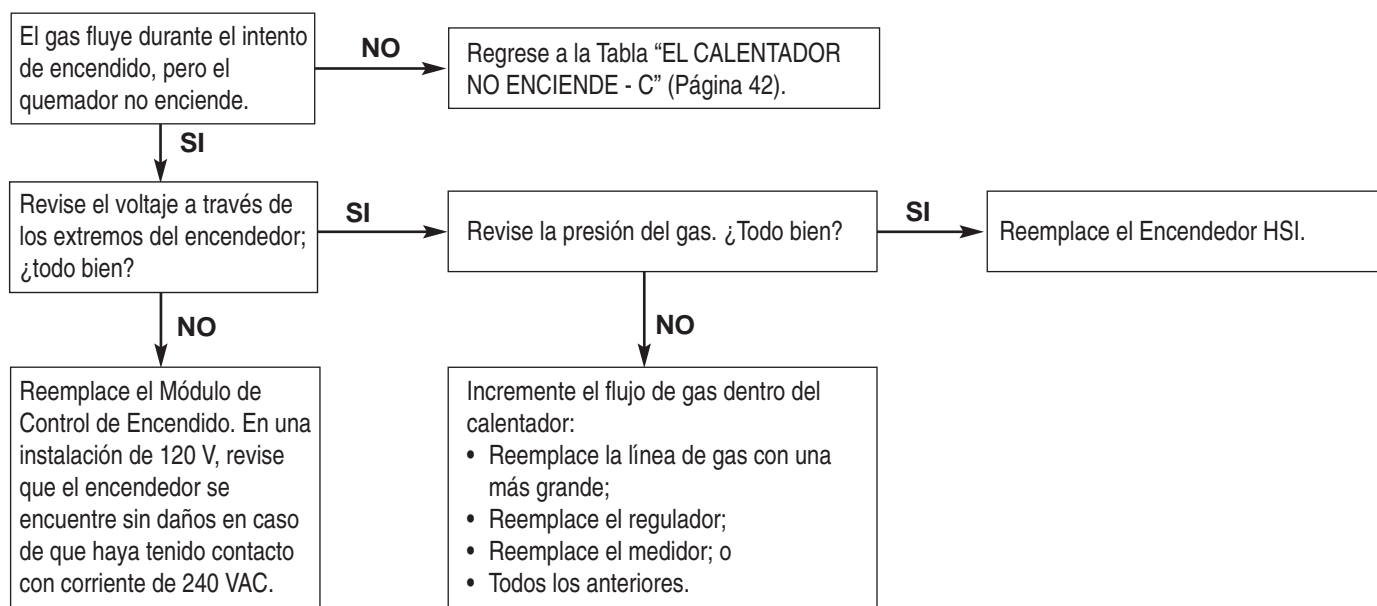 El gas fluye durante el intento
de encendido, pero el
quemador no enciende.
NO
Regrese a la Tabla “EL CALENTADOR
NO ENCIENDE - C” (Página 42).
SI
Revise el voltaje a través de
los extremos del encendedor;
¿todo bien?
SI
Revise la presión del gas. ¿Todo bien?
SI
Reemplace el Encendedor HSI.
NO
NO
Reemplace el Módulo de
Control de Encendido. En una
instalación de 120 V, revise
que el encendedor se
encuentre sin daños en caso
de que haya tenido contacto
con corriente de 240 VAC.
Incremente el flujo de gas dentro del
calentador:
• Reemplace la línea de gas con una
más grande;
• Reemplace el regulador;
• Reemplace el medidor; o
• Todos los anteriores.